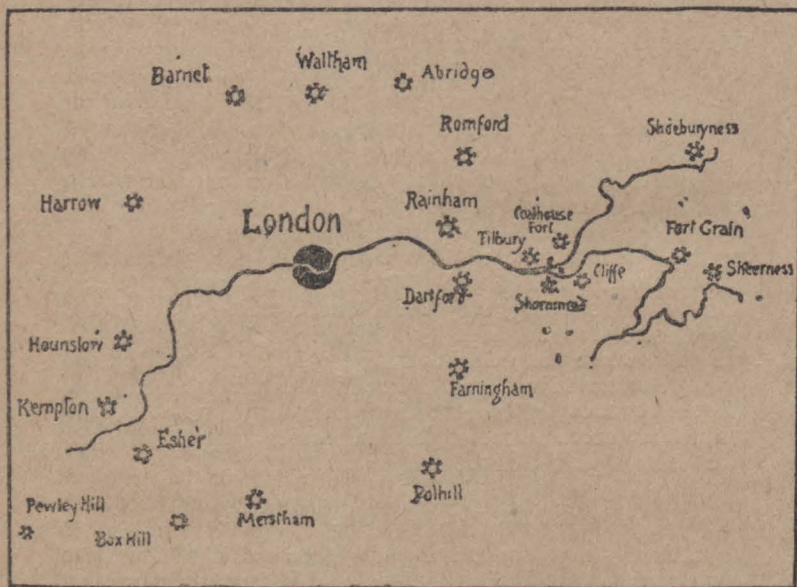 Waltham
Barnet
Abridge
Romford
Shoeburyness
Harrow
Rainham
London
Coalhouse
Fort
Fort Grain
Tilbury
Cliffe
Sheerness
Dartford
Hounslow
Farningham
Kempton
Esher
Polhill
Pewley Hill
Merstham
Box Hill